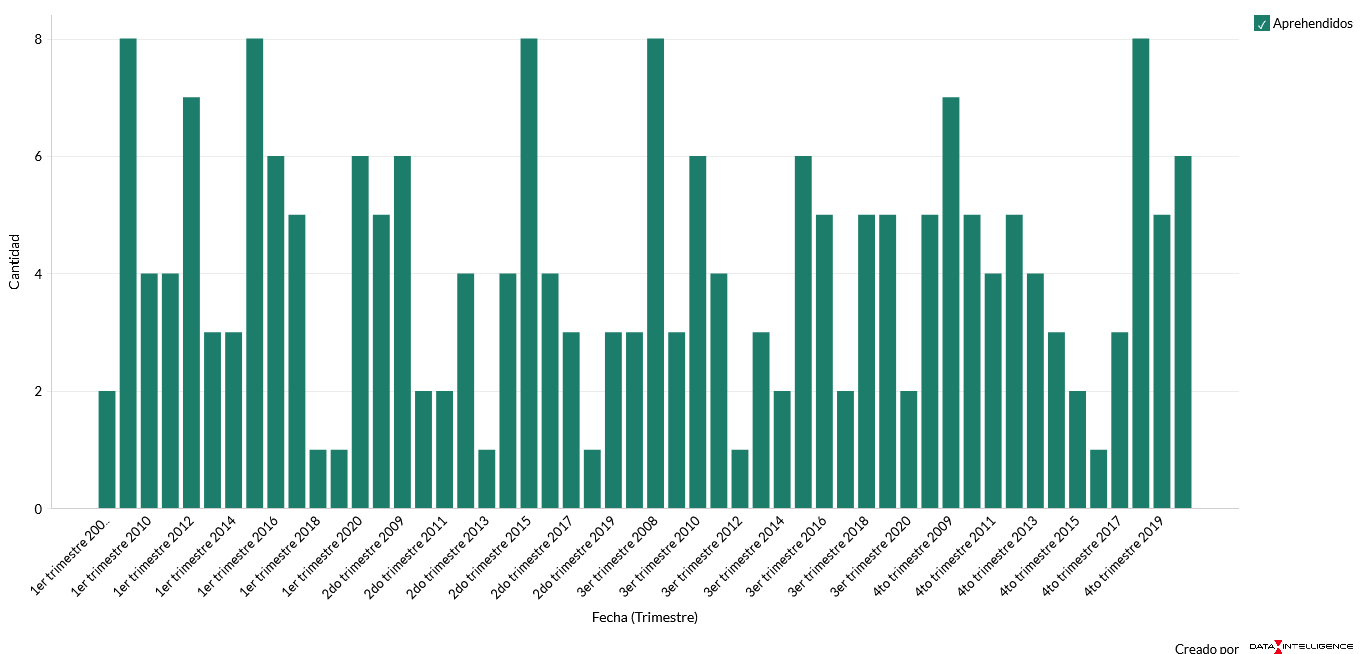 Aprehendidos
8
6
4
2
0
Cantidad
1er trimestre 200..
1er trimestre 2010
1er trimestre 2012
1er trimestre 2014
1er trimestre 2016
1er trimestre 2018
1er trimestre 2020
2do trimestre 2009
2do trimestre 2011
2do trimestre 2013
2do trimestre 2015
2do trimestre 2017
2do trimestre 2019
3er trimestre 2008
3er trimestre 2010
3er trimestre 2012
3er trimestre 2014
3er trimestre 2016
3er trimestre 2018
3er trimestre 2020
4to trimestre 2009
4to trimestre 2011
4to trimestre 2013
4to trimestre 2015
4to trimestre 2017
4to trimestre 2019
Fecha (Trimestre)
Creado por DATA INTELLIGENCE